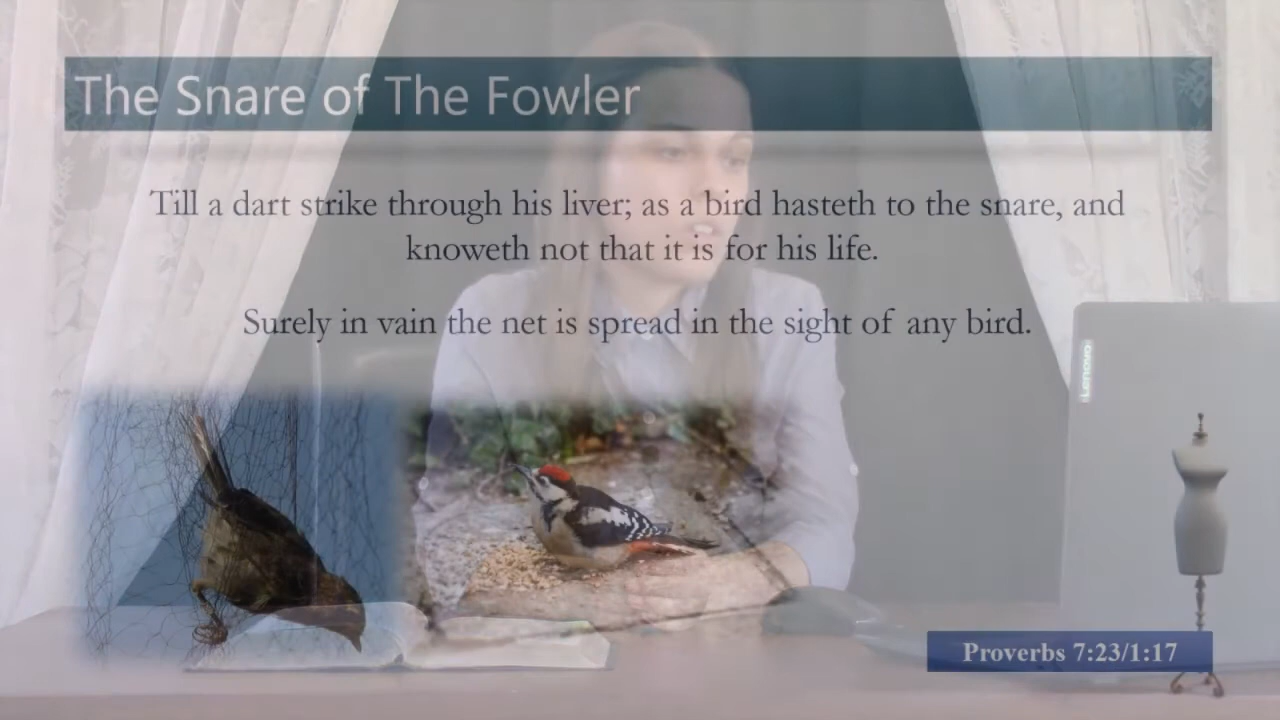 The Snare of The Fowler
Till a dart strike through his liver; as a bird hasteth to the snare, and
knoweth not that it is for his life.
Surely in vain the net is spread in the sight of any bird.
Lenovo
Proverbs 7:23/1:17